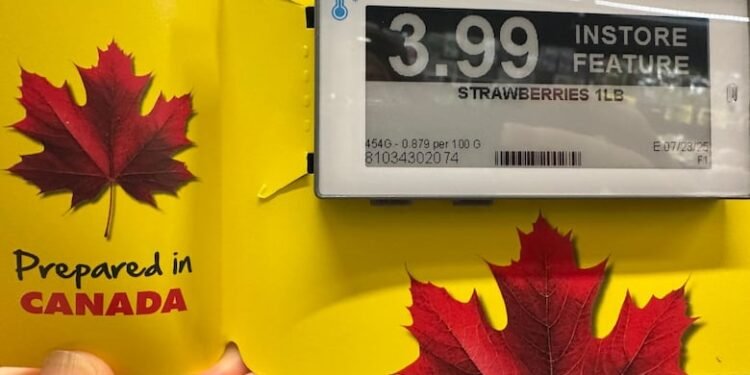 Prepared in
CANADA
3.99
INSTORE
FEATURE
STRAWBERRIES 1LB
454G - 0.879 per 100 G
81034302074
E 07/23/25
F1